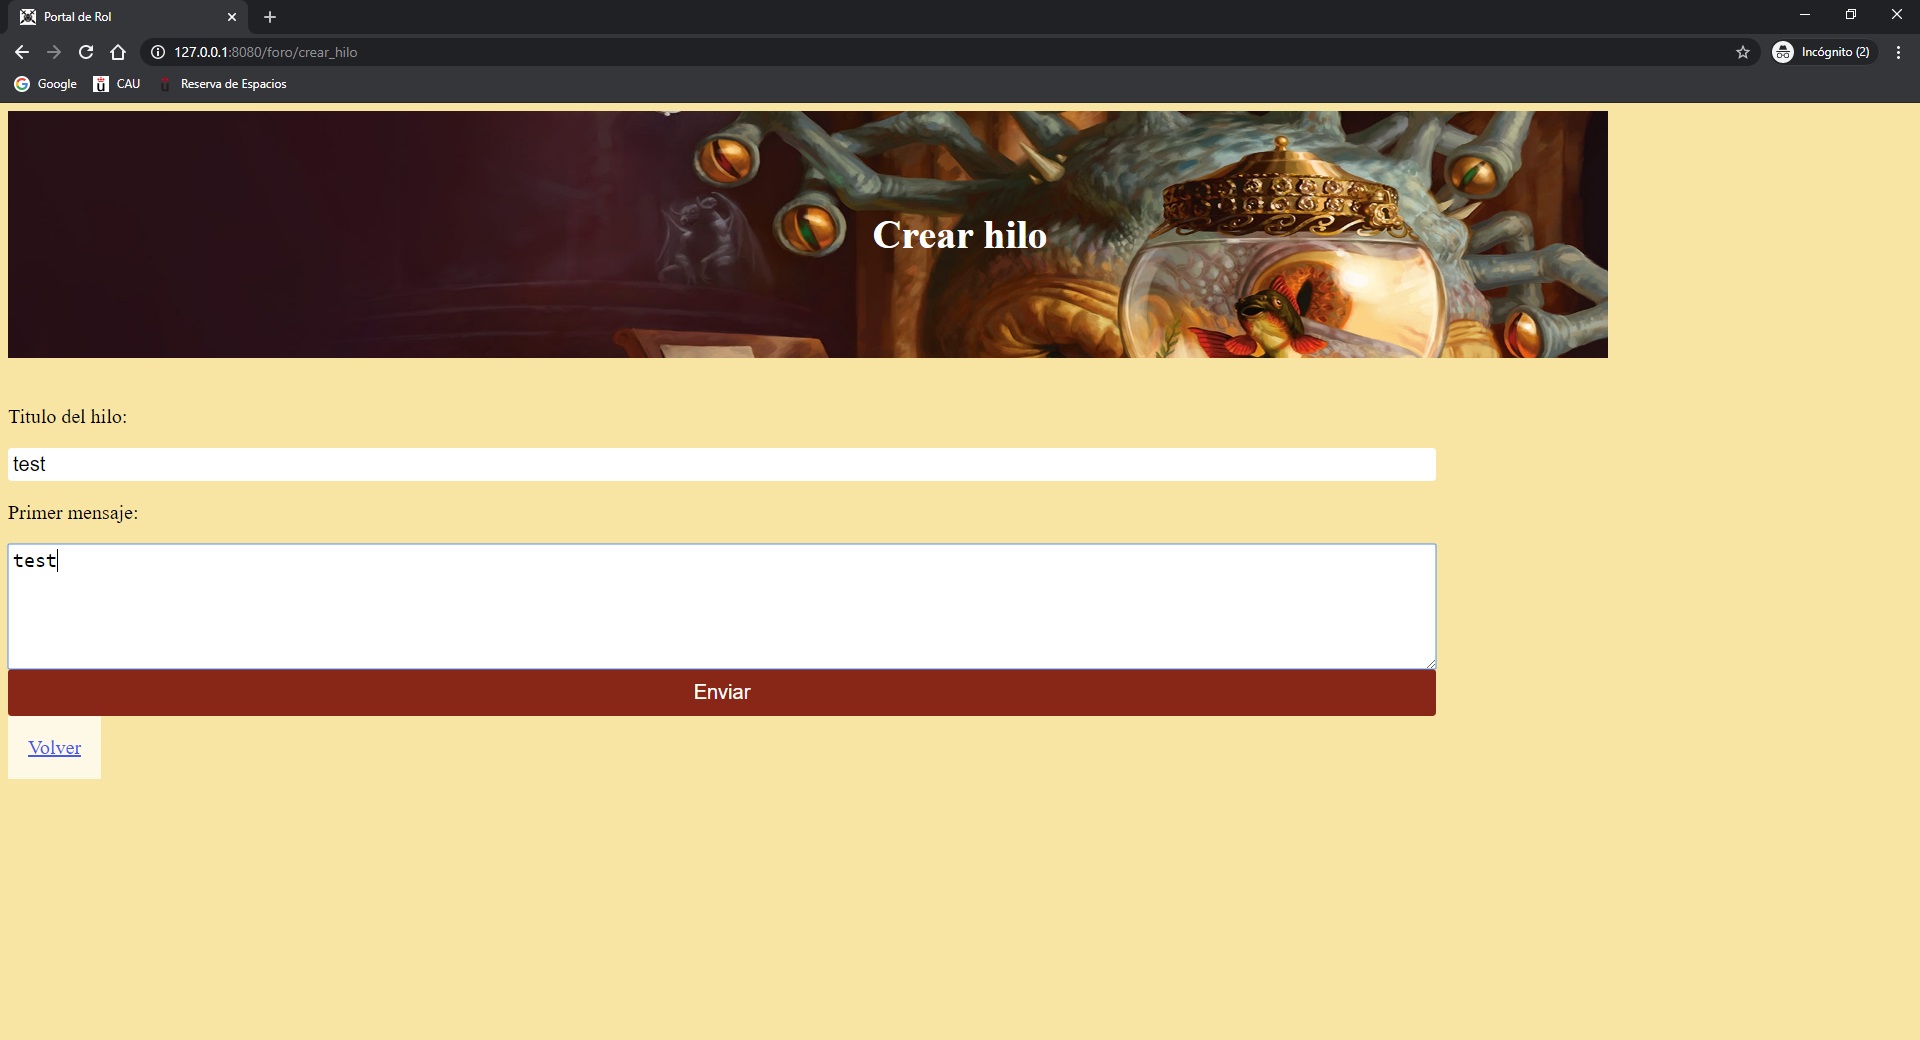 Portal de Rol
127.0.0.1:8080/foro/crear_hilo
Incógnito (2)
Google CAU Reserva de Espacios
Crear hilo
Titulo del hilo:
test
Primer mensaje:
test
Enviar
Volver